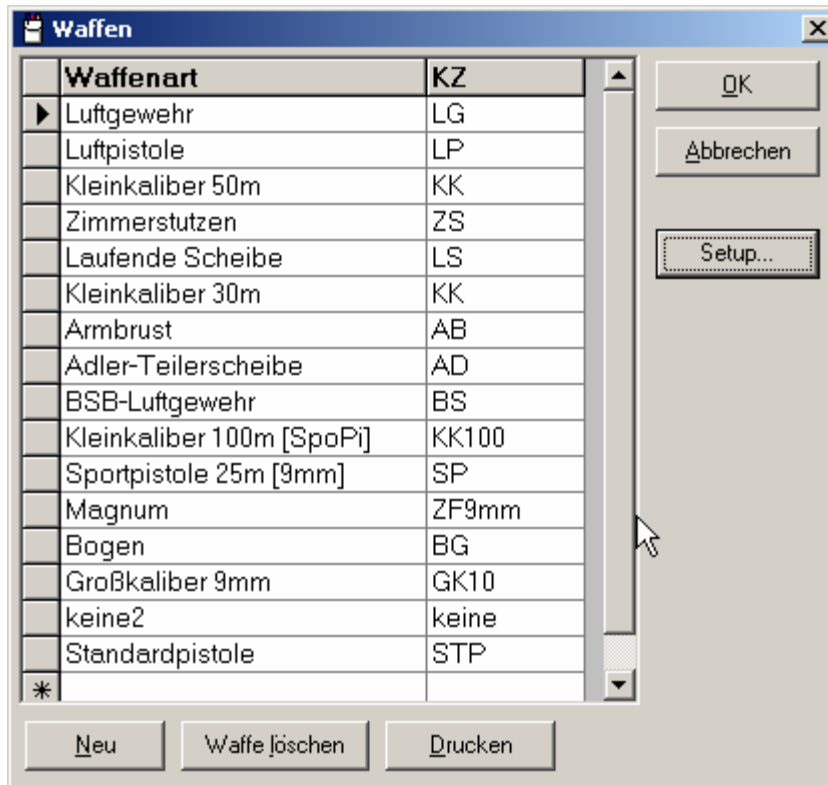 Waffen
Waffenart KZ
Luftgewehr LG
Luftpistole LP
Kleinkaliber 50m KK
Zimmerstutzen ZS
Laufende Scheibe LS
Kleinkaliber 30m KK
Armbrust AB
Adler-Teilerscheibe AD
BSB-Luftgewehr BS
Kleinkaliber 100m [SpoPi] KK100
Sportpistole 25m [9mm] SP
Magnum ZF9mm
Bogen BG
Großkaliber 9mm GK10
keine2 keine
Standardpistole STP
OK
Abbrechen
Setup...
Neu Waffe löschen Drucken